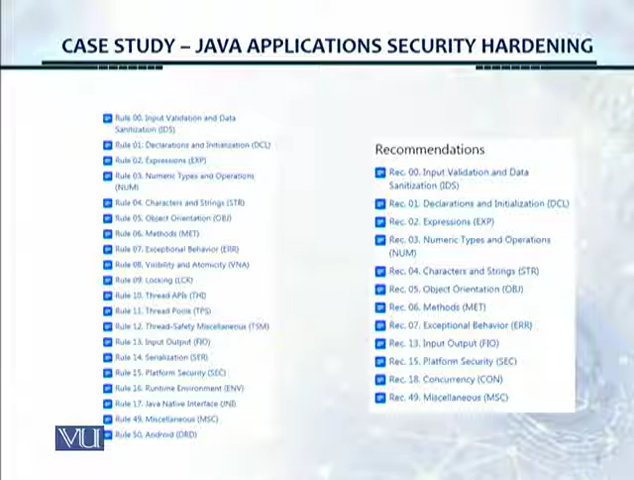 CASE STUDY – JAVA APPLICATIONS SECURITY HARDENING
Rule 00. Input Validation and Data
Sanitization (IDS)
Rule 01. Declarations and Initialization (DCL)
Rule 02. Expressions (EXP)
Rule 03. Numeric Types and Operations
(NUM)
Rule 04. Characters and Strings (STR)
Rule 05. Object Orientation (OBJ)
Rule 06. Methods (MET)
Rule 07. Exceptional Behavior (ERR)
Rule 08. Visibility and Atomicity (VNA)
Rule 09. Locking (LCK)
Rule 10. Thread APIs (THI)
Rule 11. Thread Pools (TPS)
Rule 12. Thread-Safety Miscellaneous (TSM)
Rule 13. Input Output (FIO)
Rule 14. Serialization (SER)
Rule 15. Platform Security (SEC)
Rule 16. Runtime Environment (ENV)
Rule 17. Java Native Interface (JNI)
Rule 49. Miscellaneous (MSC)
Rule 50. Android (DRD)
Recommendations
Rec. 00. Input Validation and Data
Sanitization (IDS)
Rec. 01. Declarations and Initialization (DCL)
Rec. 02. Expressions (EXP)
Rec. 03. Numeric Types and Operations
(NUM)
Rec. 04. Characters and Strings (STR)
Rec. 05. Object Orientation (OBJ)
Rec. 06. Methods (MET)
Rec. 07. Exceptional Behavior (ERR)
Rec. 13. Input Output (FIO)
Rec. 15. Platform Security (SEC)
Rec. 18. Concurrency (CON)
Rec. 49. Miscellaneous (MSC)
VU